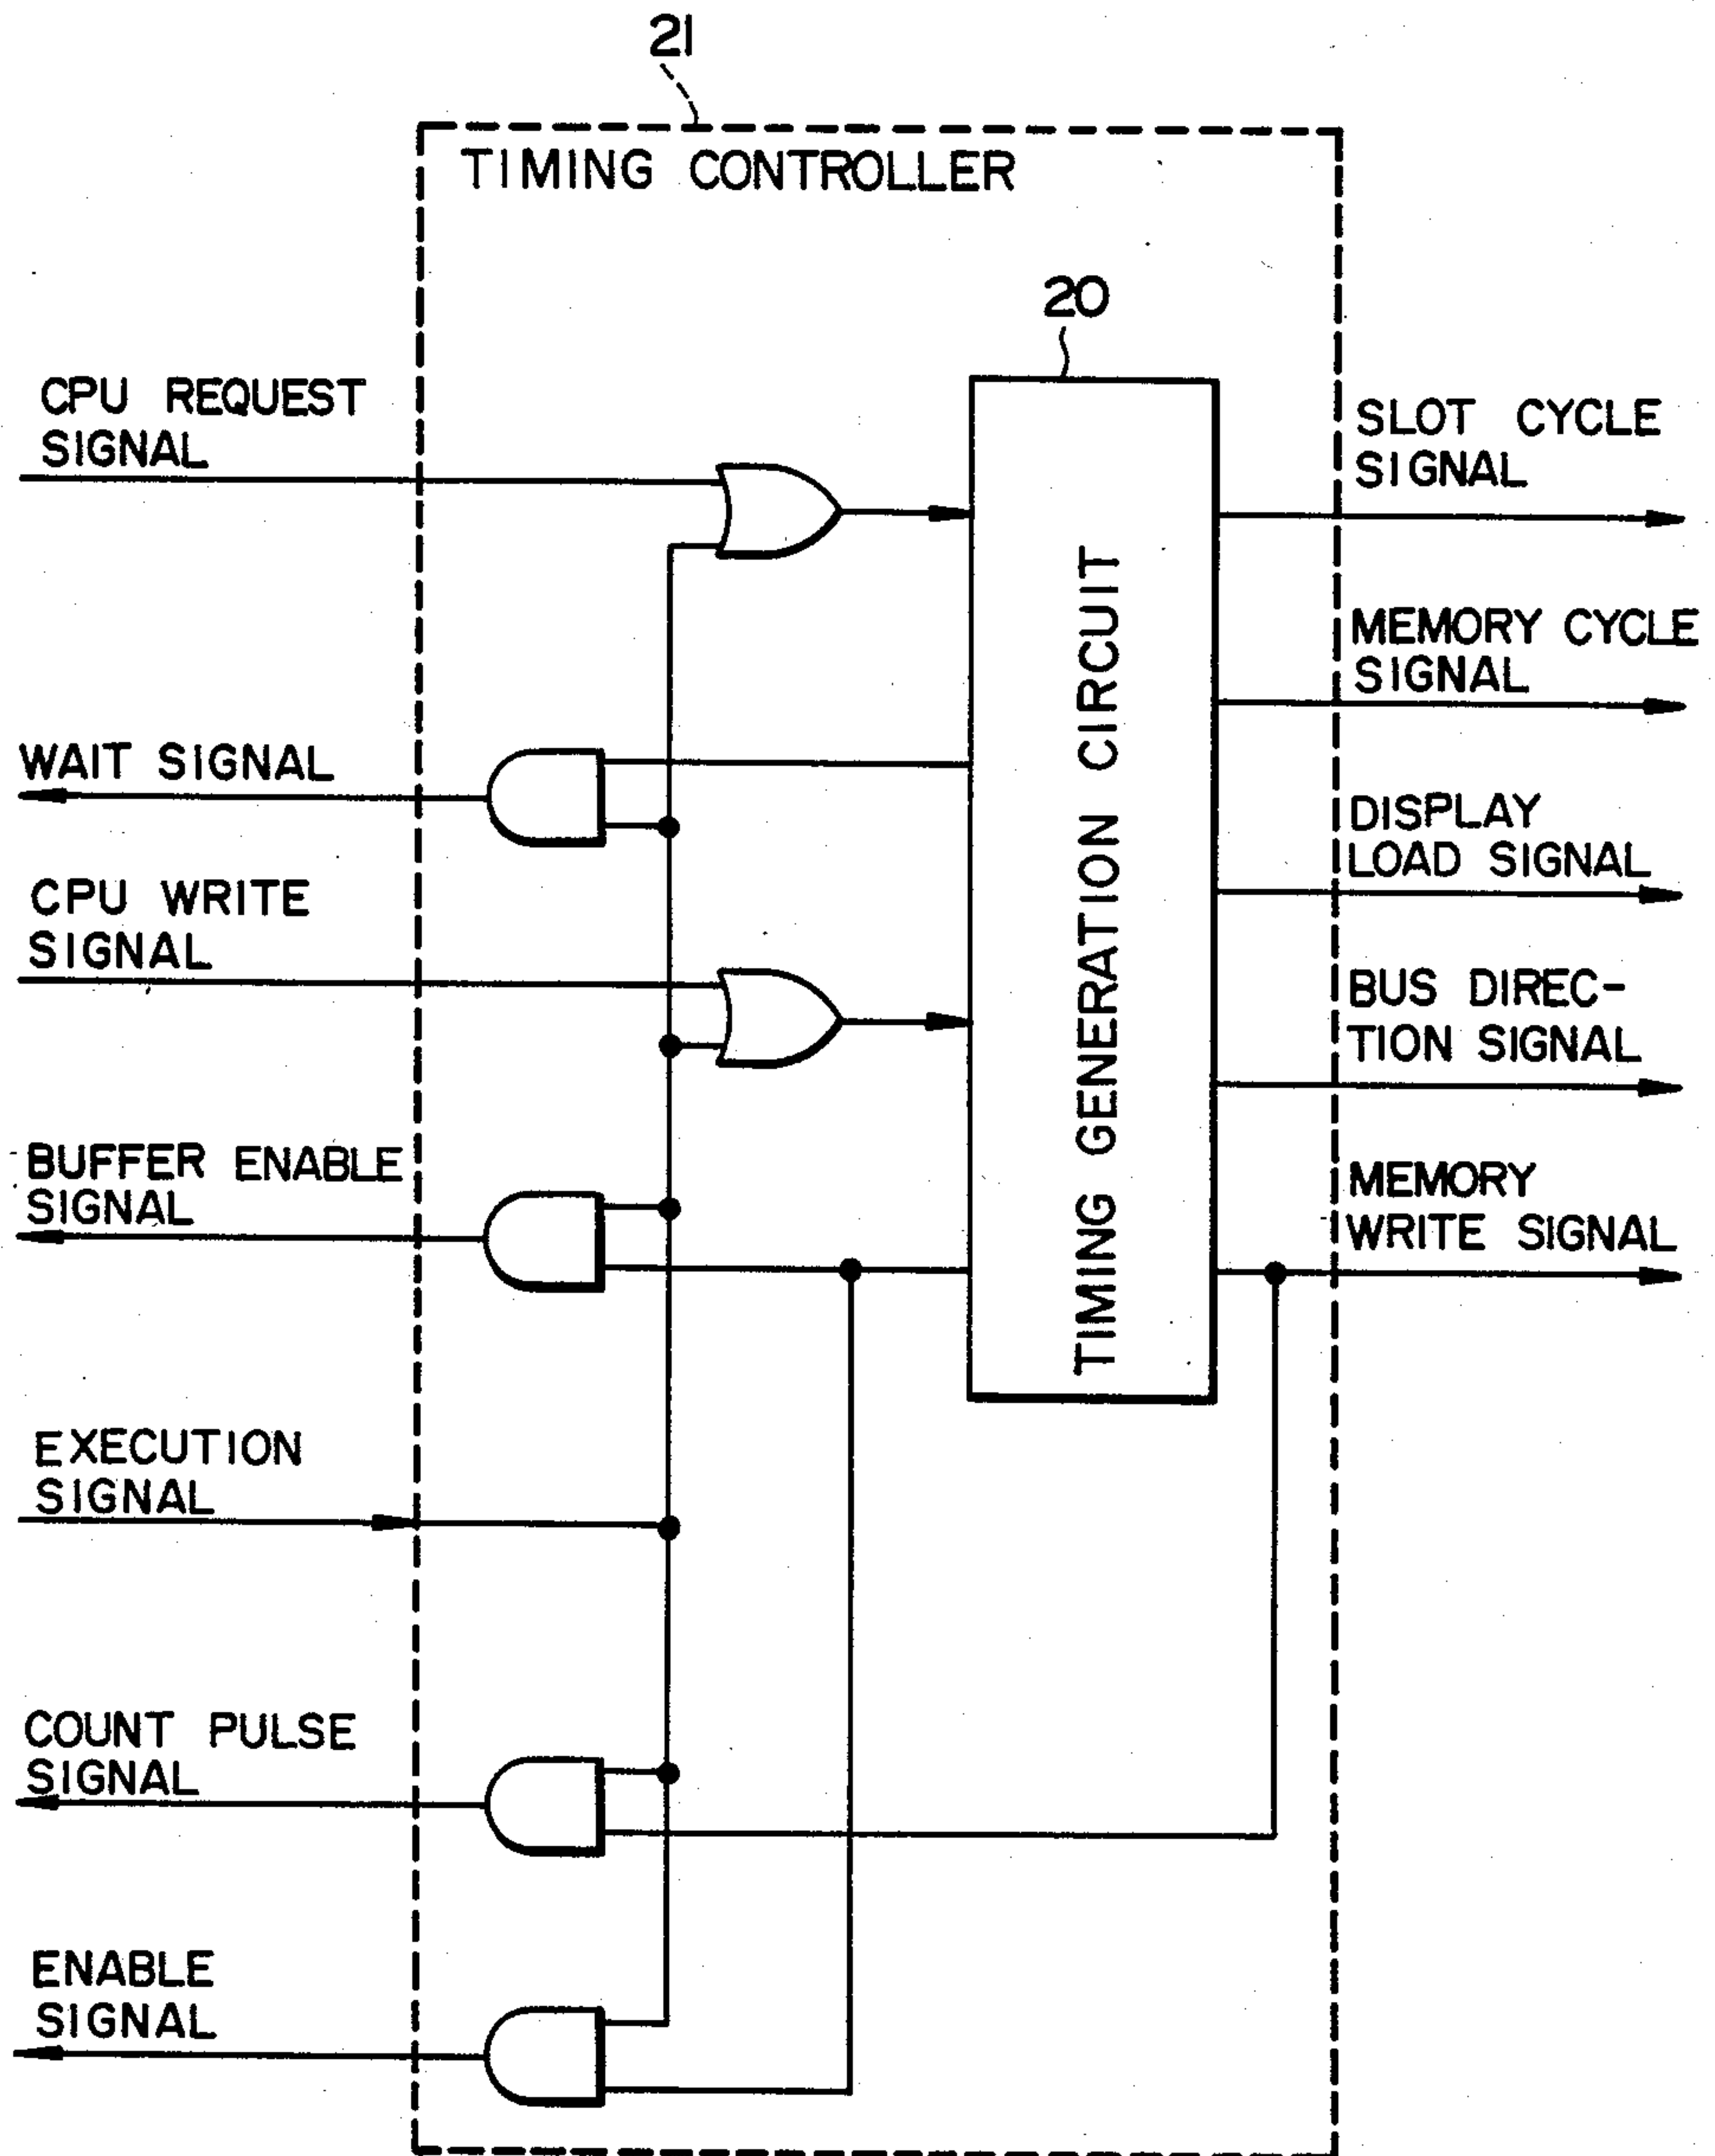 21
TIMING CONTROLLER
20
CPU REQUEST
SIGNAL
SLOT CYCLE
SIGNAL
TIMING GENERATION CIRCUIT
MEMORY CYCLE
SIGNAL
WAIT SIGNAL
DISPLAY
LOAD SIGNAL
CPU WRITE
SIGNAL
BUS DIREC-
TION SIGNAL
BUFFER ENABLE
SIGNAL
MEMORY
WRITE SIGNAL
EXECUTION
SIGNAL
COUNT PULSE
SIGNAL
ENABLE
SIGNAL